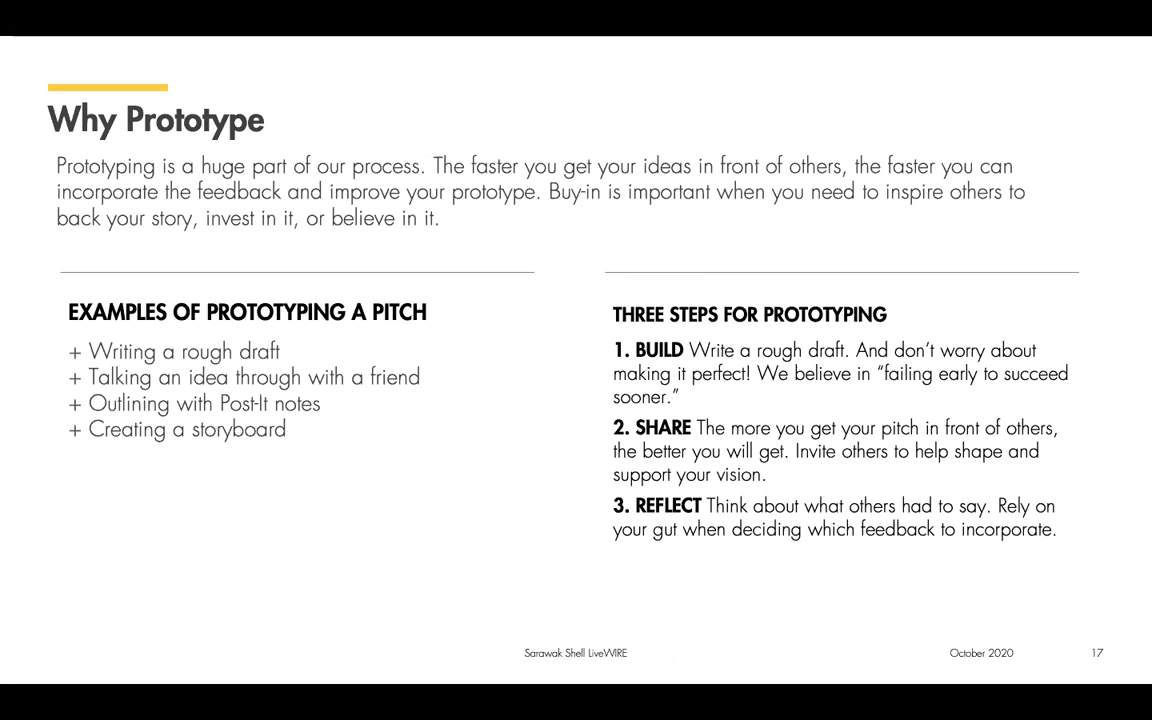 Why Prototype
Prototyping is a huge part of our process. The faster you get your ideas in front of others, the faster you can
incorporate the feedback and improve your prototype. Buy-in is important when you need to inspire others to
back your story, invest in it, or believe in it.
EXAMPLES OF PROTOTYPING A PITCH
+ Writing a rough draft
+ Talking an idea through with a friend
+ Outlining with Post-It notes
+ Creating a storyboard
THREE STEPS FOR PROTOTYPING
1. BUILD Write a rough draft. And don’t worry about
making it perfect! We believe in “failing early to succeed
sooner.”
2. SHARE The more you get your pitch in front of others,
the better you will get. Invite others to help shape and
support your vision.
3. REFLECT Think about what others had to say. Rely on
your gut when deciding which feedback to incorporate.
Sarawak Shell LiveWIRE
October 2020
17